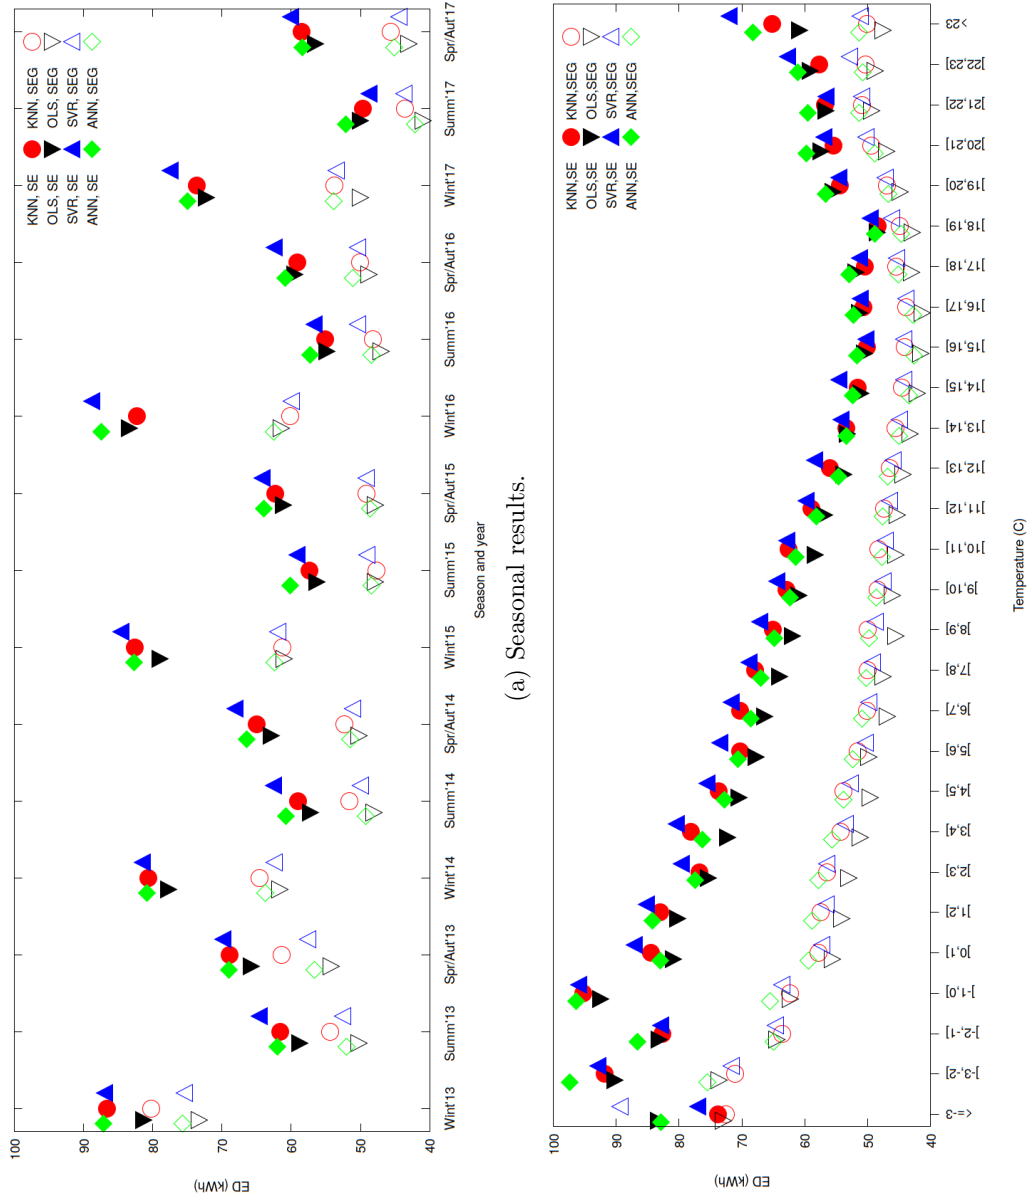 100
90
80
70
60
50
40
ED (kWh)
Wint'13
Summ'13
Spr/Aut'13
Wint'14
Summ'14
Spr/Aut'14
Wint'15
Summ'15
Spr/Aut'15
Wint'16
Summ'16
Spr/Aut'16
Wint'17
Summ'17
Spr/Aut'17
Season and year
KNN, SE
OLS, SE
SVR, SE
ANN, SE
KNN, SEG
OLS, SEG
SVR, SEG
ANN, SEG
(a) Seasonal results.
100
90
80
70
60
50
40
ED (kWh)
<=-3
]-3,-2]
]-2,-1]
]-1,0]
]0,1]
]1,2]
]2,3]
]3,4]
]4,5]
]5,6]
]6,7]
]7,8]
]8,9]
]9,10]
]10,11]
]11,12]
]12,13]
]13,14]
]14,15]
]15,16]
]16,17]
]17,18]
]18,19]
]19,20]
]20,21]
]21,22]
]22,23]
>23
Temperature (C)
KNN,SE
OLS,SE
SVR,SE
ANN,SE
KNN,SEG
OLS,SEG
SVR,SEG
ANN,SEG